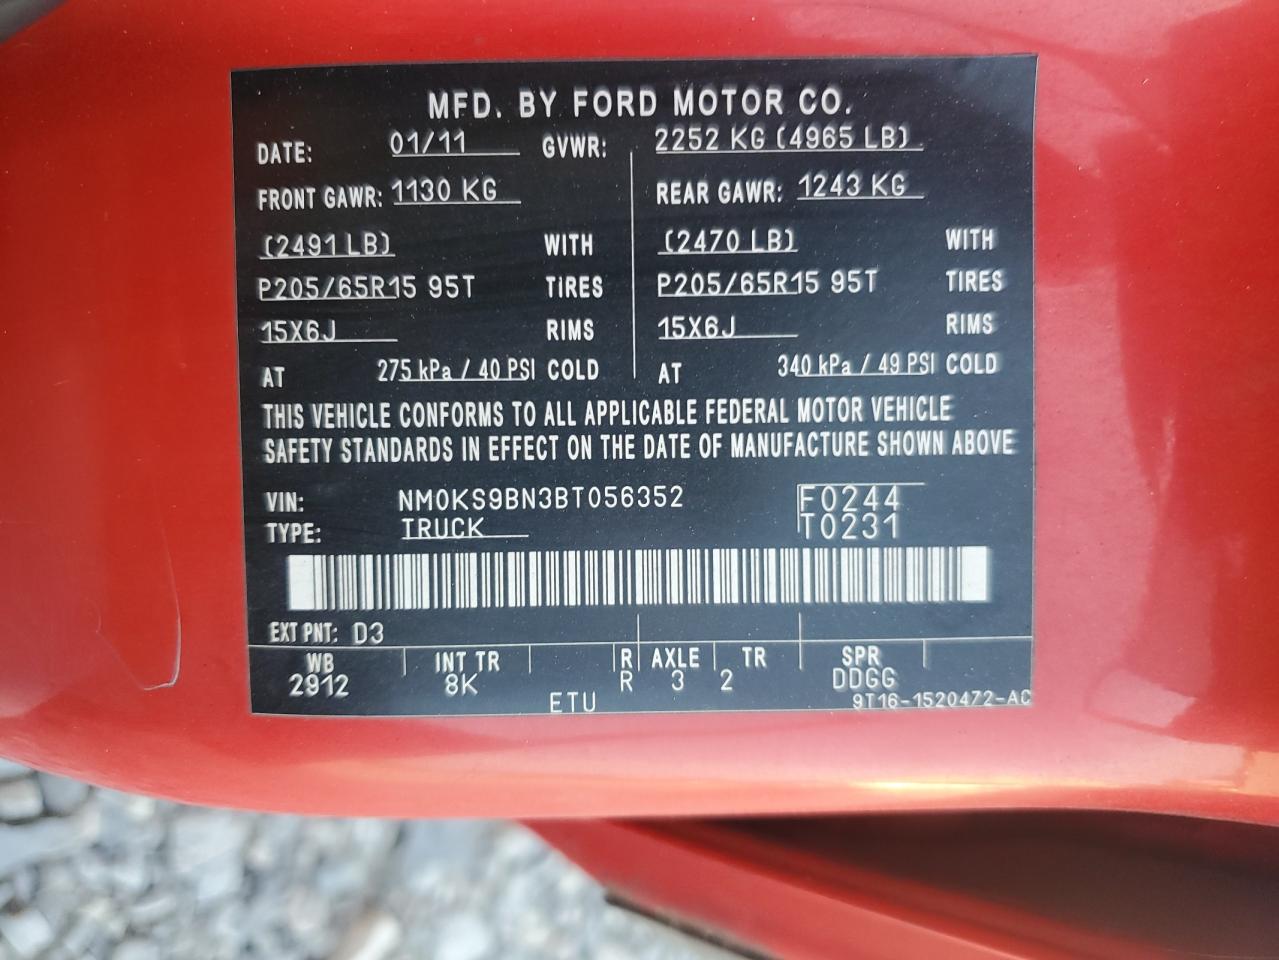 MFD. BY FORD MOTOR CO.
DATE: 01/11 GVWR: 2252 KG (4965 LB)
FRONT GAWR: 1130 KG REAR GAWR: 1243 KG
(2491 LB) WITH (2470 LB) WITH
P205/65R15 95T TIRES P205/65R15 95T TIRES
15X6J RIMS 15X6J RIMS
AT 275 kPa / 40 PSI COLD AT 340 kPa / 49 PSI COLD
THIS VEHICLE CONFORMS TO ALL APPLICABLE FEDERAL MOTOR VEHICLE
SAFETY STANDARDS IN EFFECT ON THE DATE OF MANUFACTURE SHOWN ABOVE
VIN: NM0KS9BN3BT056352 F0244
TYPE: TRUCK T0231
EXT PNT: D3
WB INT TR R AXLE TR SPR
2912 8K R 3 2 DDGG
ETU 9T16-1520472-AC